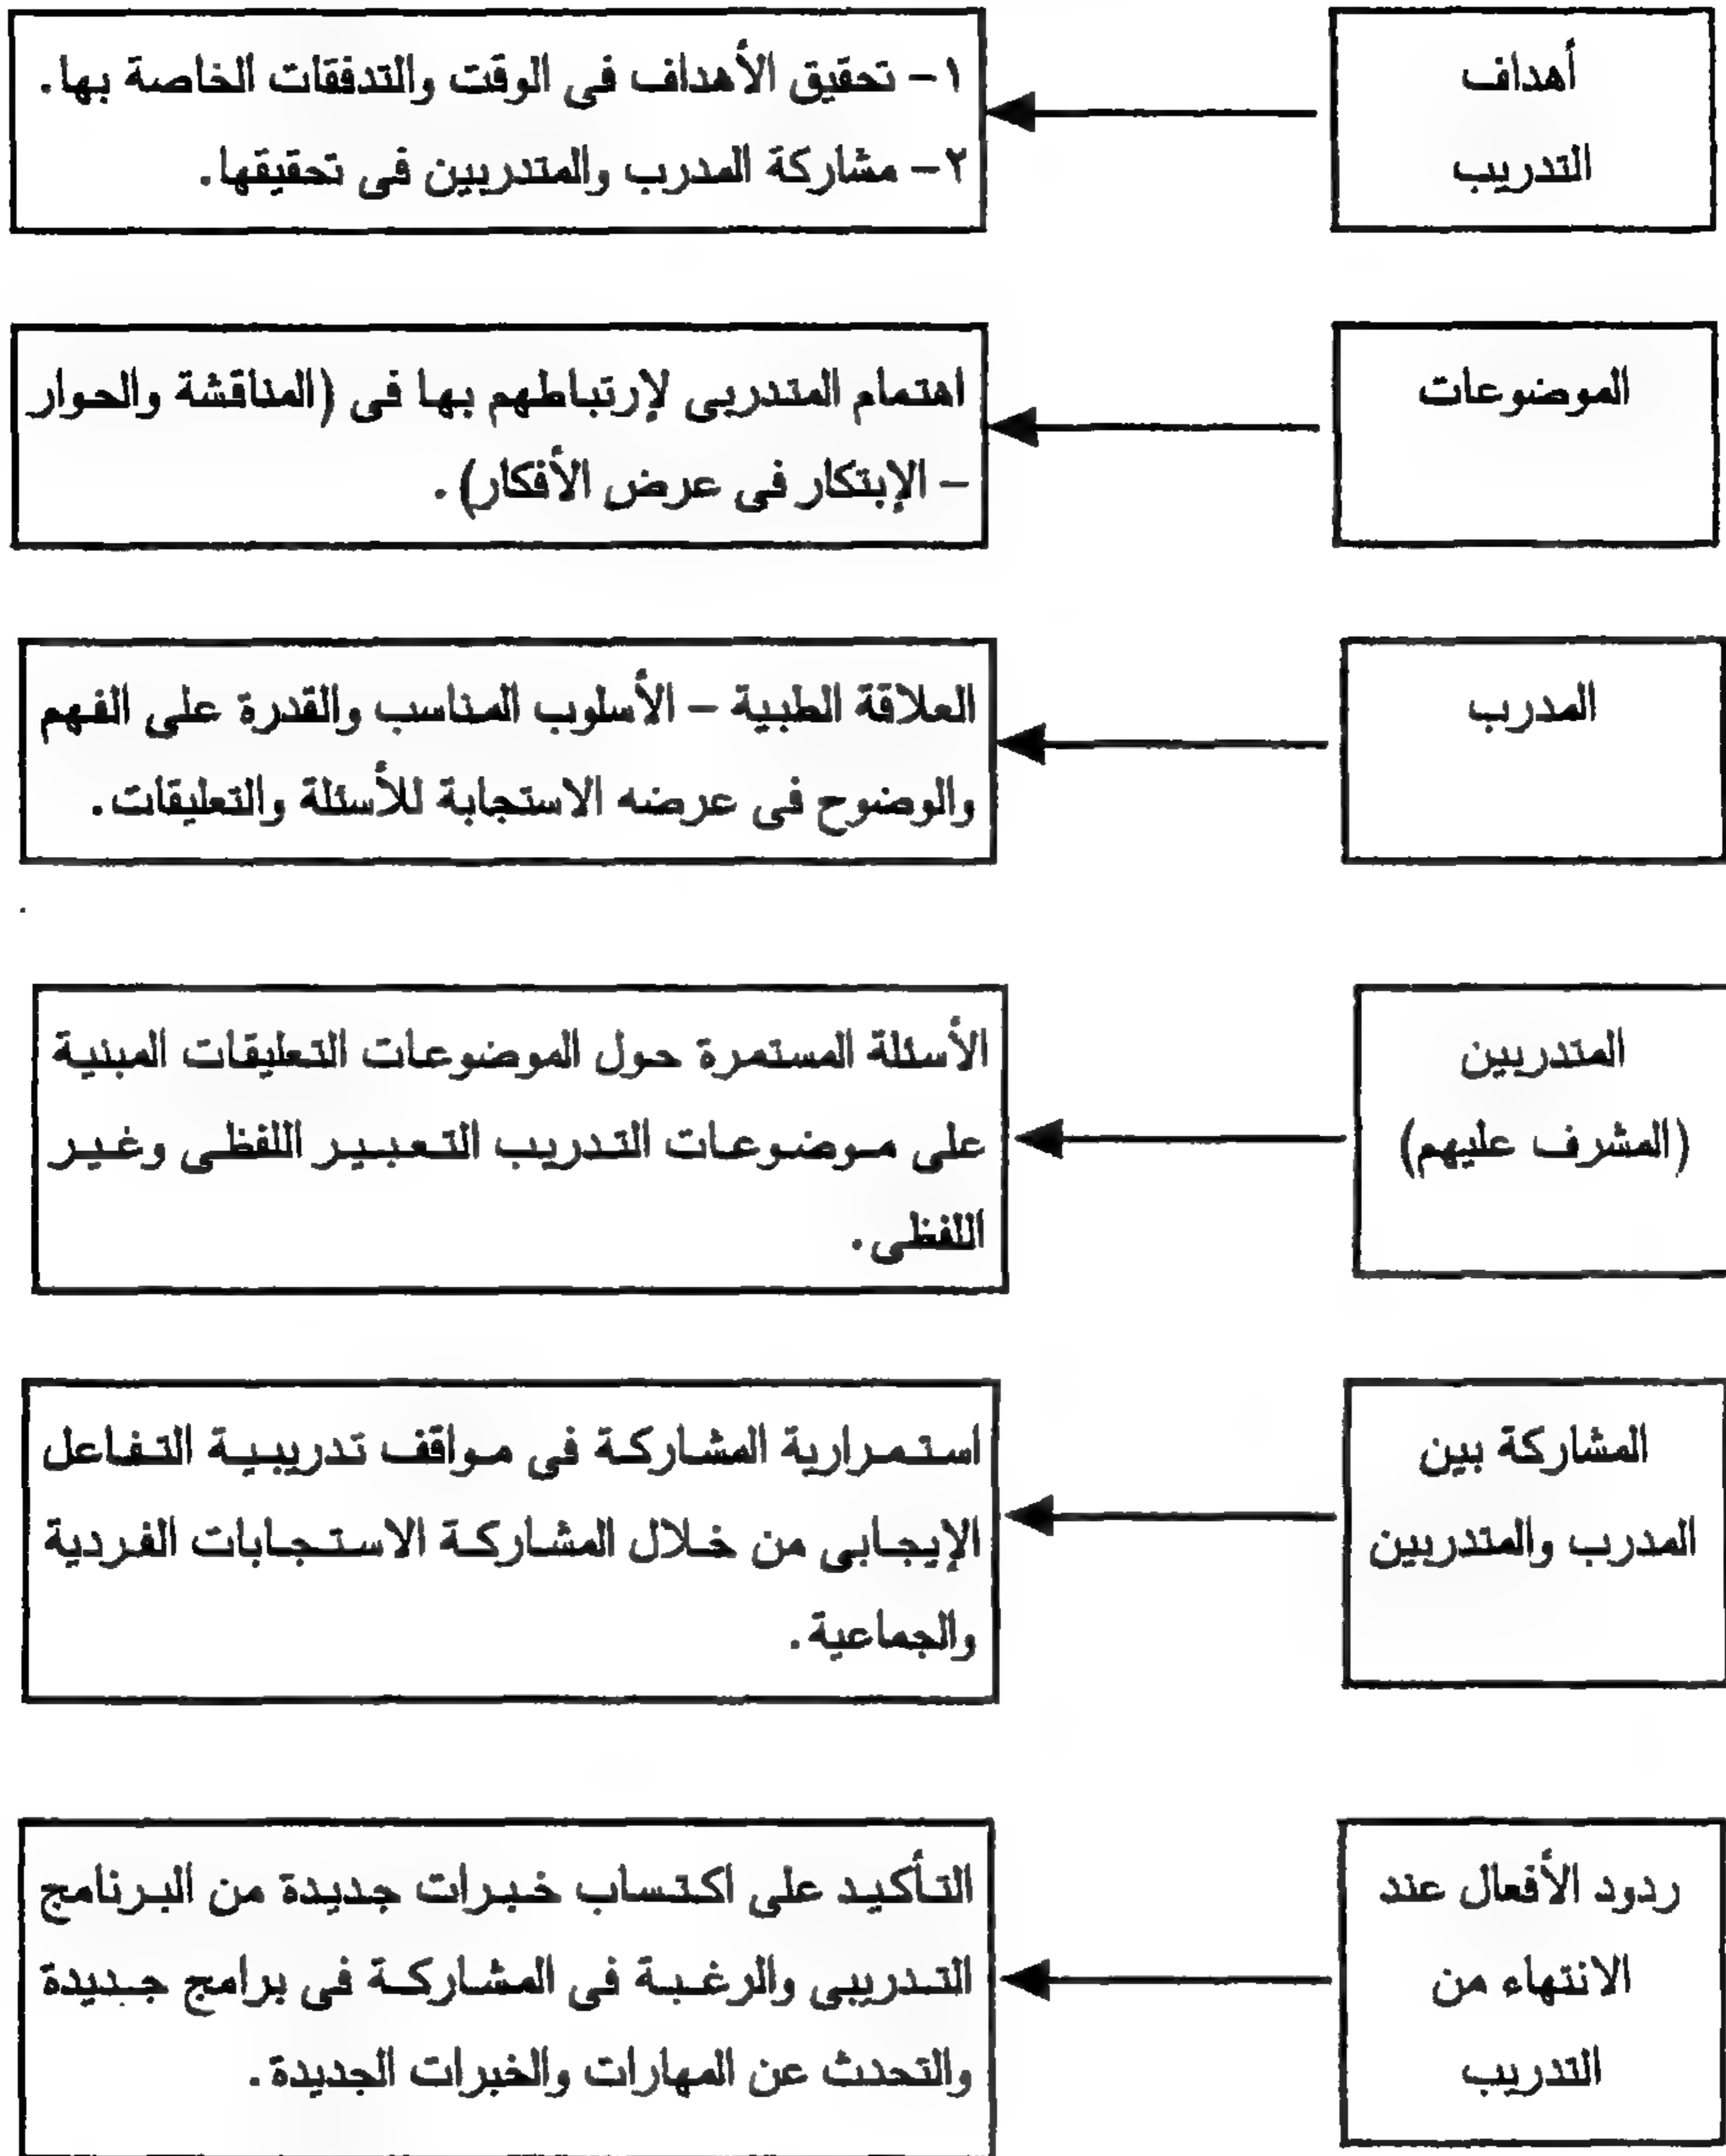 أهداف
التدريب
١- تحقيق الأهداف فى الوقت والتدفقات الخاصة بها.
٢- مشاركة المدرب والمتدربين فى تحقيقها.
الموضوعات
اهتمام المتدربى لإرتباطهم بها فى (المناقشة والحوار
- الإبتكار فى عرض الأفكار).
المدرب
العلاقة الطبية - الأسلوب المناسب والقدرة على الفهم
والوضوح فى عرضه الاستجابة للأسئلة والتعليقات.
المتدربين
(المشرف عليهم)
الأسئلة المستمرة حول الموضوعات التعليقات المبنية
على موضوعات التدريب التعبير اللفظى وغير
اللفظى.
المشاركة بين
المدرب والمتدربين
استمرارية المشاركة فى مواقف تدريبية التفاعل
الإيجابى من خلال المشاركة الاستجابات الفردية
والجماعية.
ردود الأفعال عند
الانتهاء من
التدريب
التأكيد على اكتساب خبرات جديدة من البرنامج
التدريبى والرغبة فى المشاركة فى برامج جديدة
والتحدث عن المهارات والخبرات الجديدة.